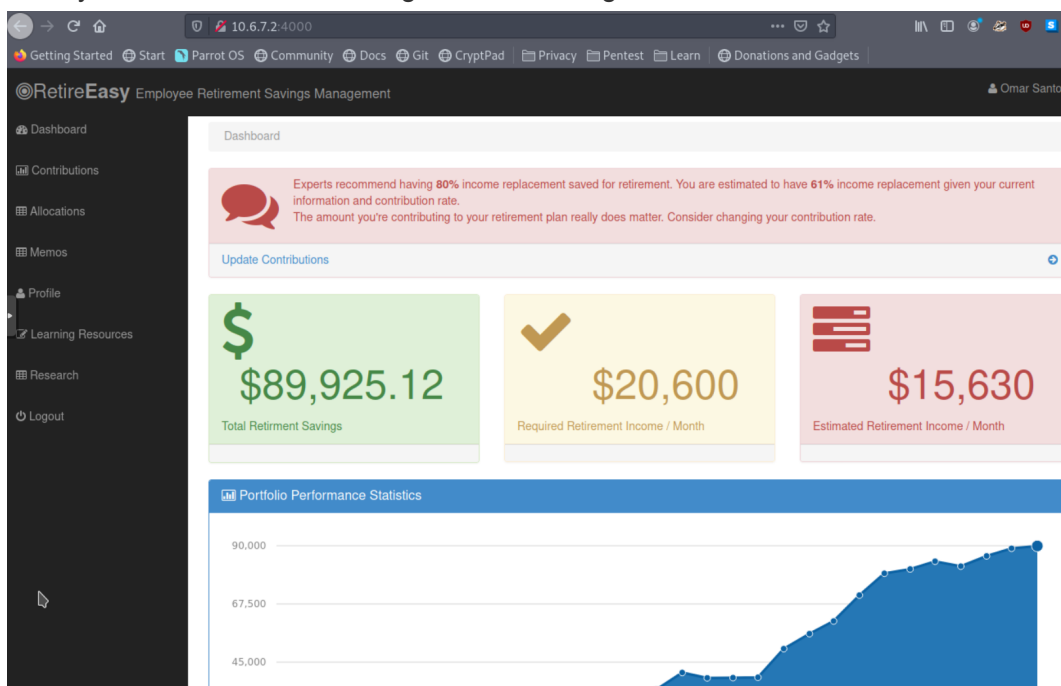 10.6.7.2:4000
Getting Started Start Parrot OS Community Docs Git CryptPad Privacy Pentest Learn Donations and Gadgets
RetireEasy Employee Retirement Savings Management
Omar Santo
Dashboard
Contributions
Allocations
Memos
Profile
Learning Resources
Research
Logout
Dashboard
Experts recommend having 80% income replacement saved for retirement. You are estimated to have 61% income replacement given your current
information and contribution rate.
The amount you're contributing to your retirement plan really does matter. Consider changing your contribution rate.
Update Contributions
$89,925.12
Total Retirment Savings
$20,600
Required Retirement Income / Month
$15,630
Estimated Retirement Income / Month
Portfolio Performance Statistics
90,000
67,500
45,000